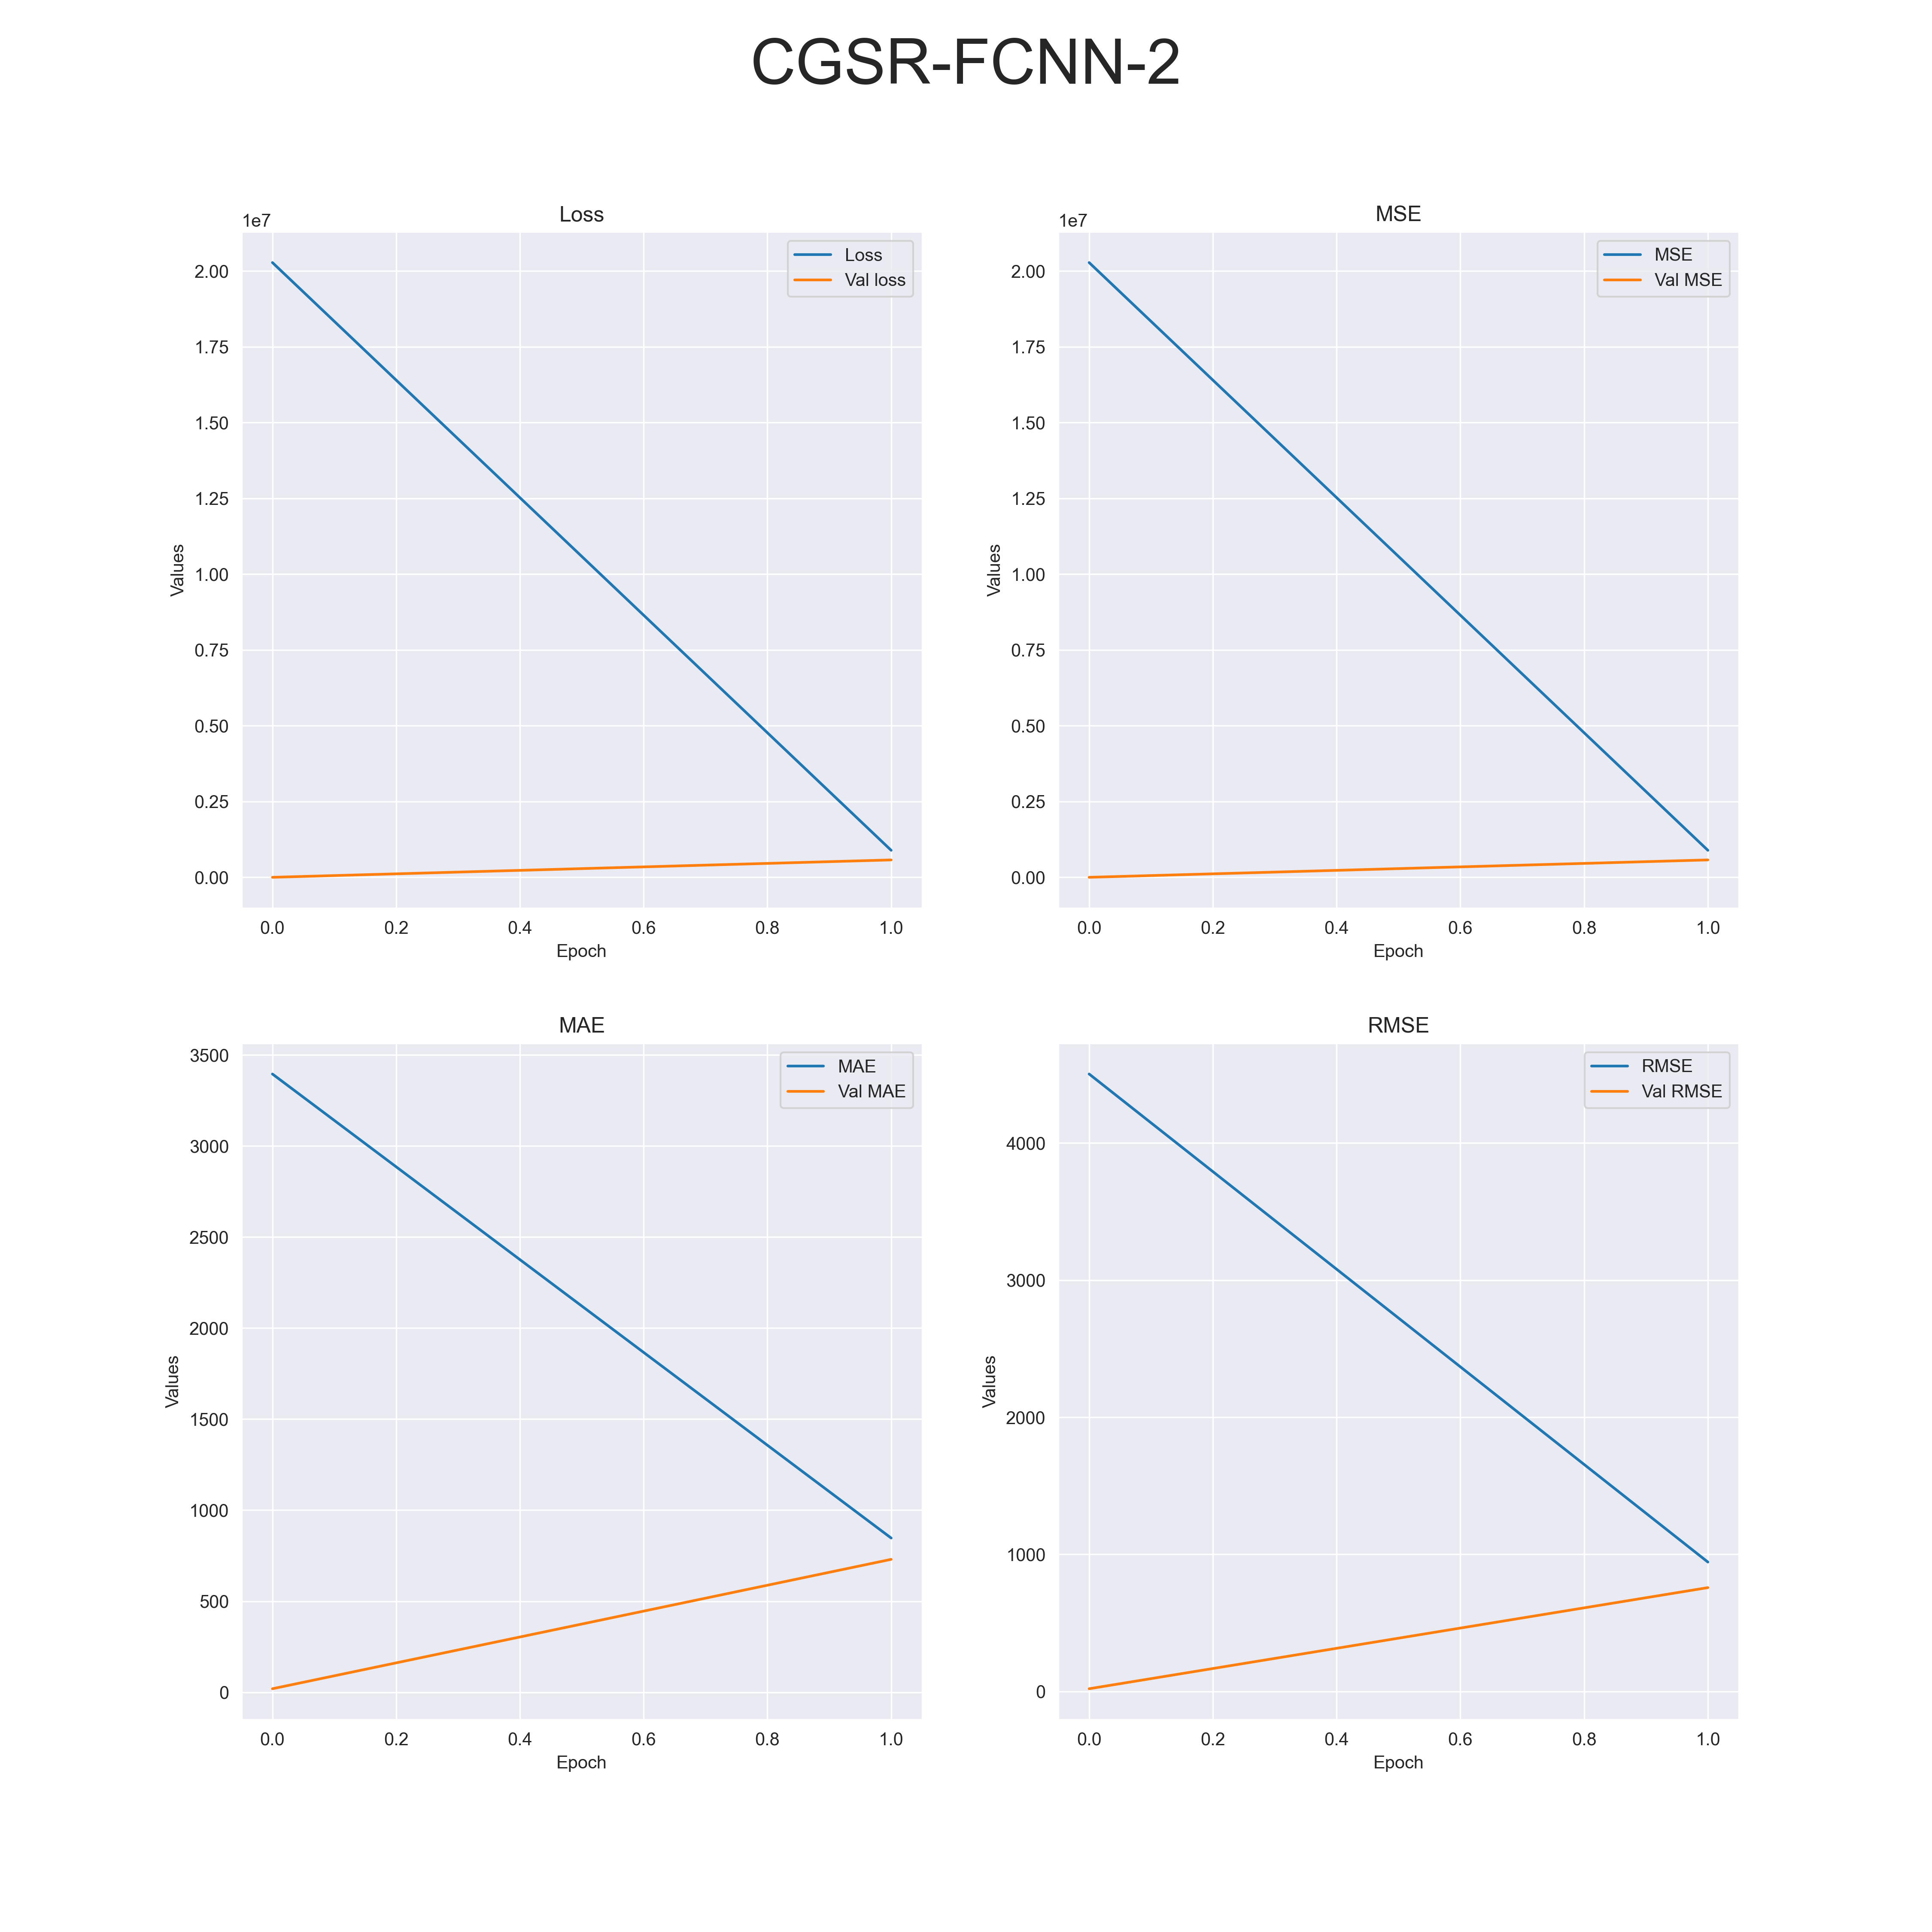 CGSR-FCNN-2
Loss
1e7
Loss
Val loss
2.00
1.75
1.50
1.25
1.00
0.75
0.50
0.25
0.00
Values
0.0 0.2 0.4 0.6 0.8 1.0
Epoch
MSE
1e7
MSE
Val MSE
2.00
1.75
1.50
1.25
1.00
0.75
0.50
0.25
0.00
Values
0.0 0.2 0.4 0.6 0.8 1.0
Epoch
MAE
MAE
Val MAE
3500
3000
2500
2000
1500
1000
500
0
Values
0.0 0.2 0.4 0.6 0.8 1.0
Epoch
RMSE
RMSE
Val RMSE
4000
3000
2000
1000
0
Values
0.0 0.2 0.4 0.6 0.8 1.0
Epoch